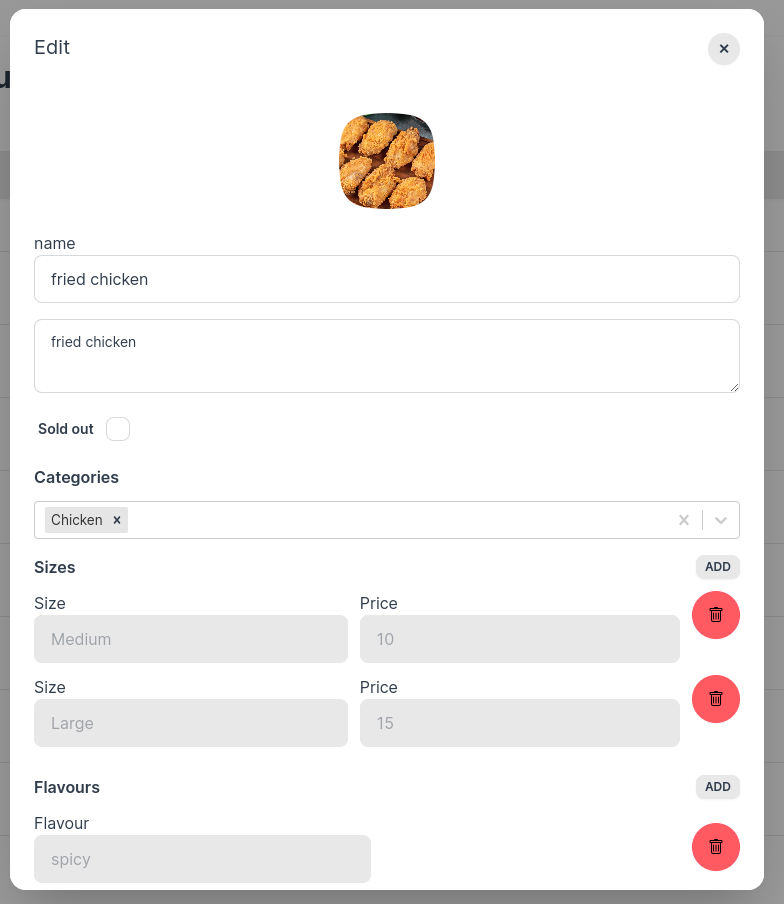 Edit
name
fried chicken
fried chicken
Sold out
Categories
Chicken
Sizes ADD
Size Price
Medium 10
Size Price
Large 15
Flavours ADD
Flavour
spicy